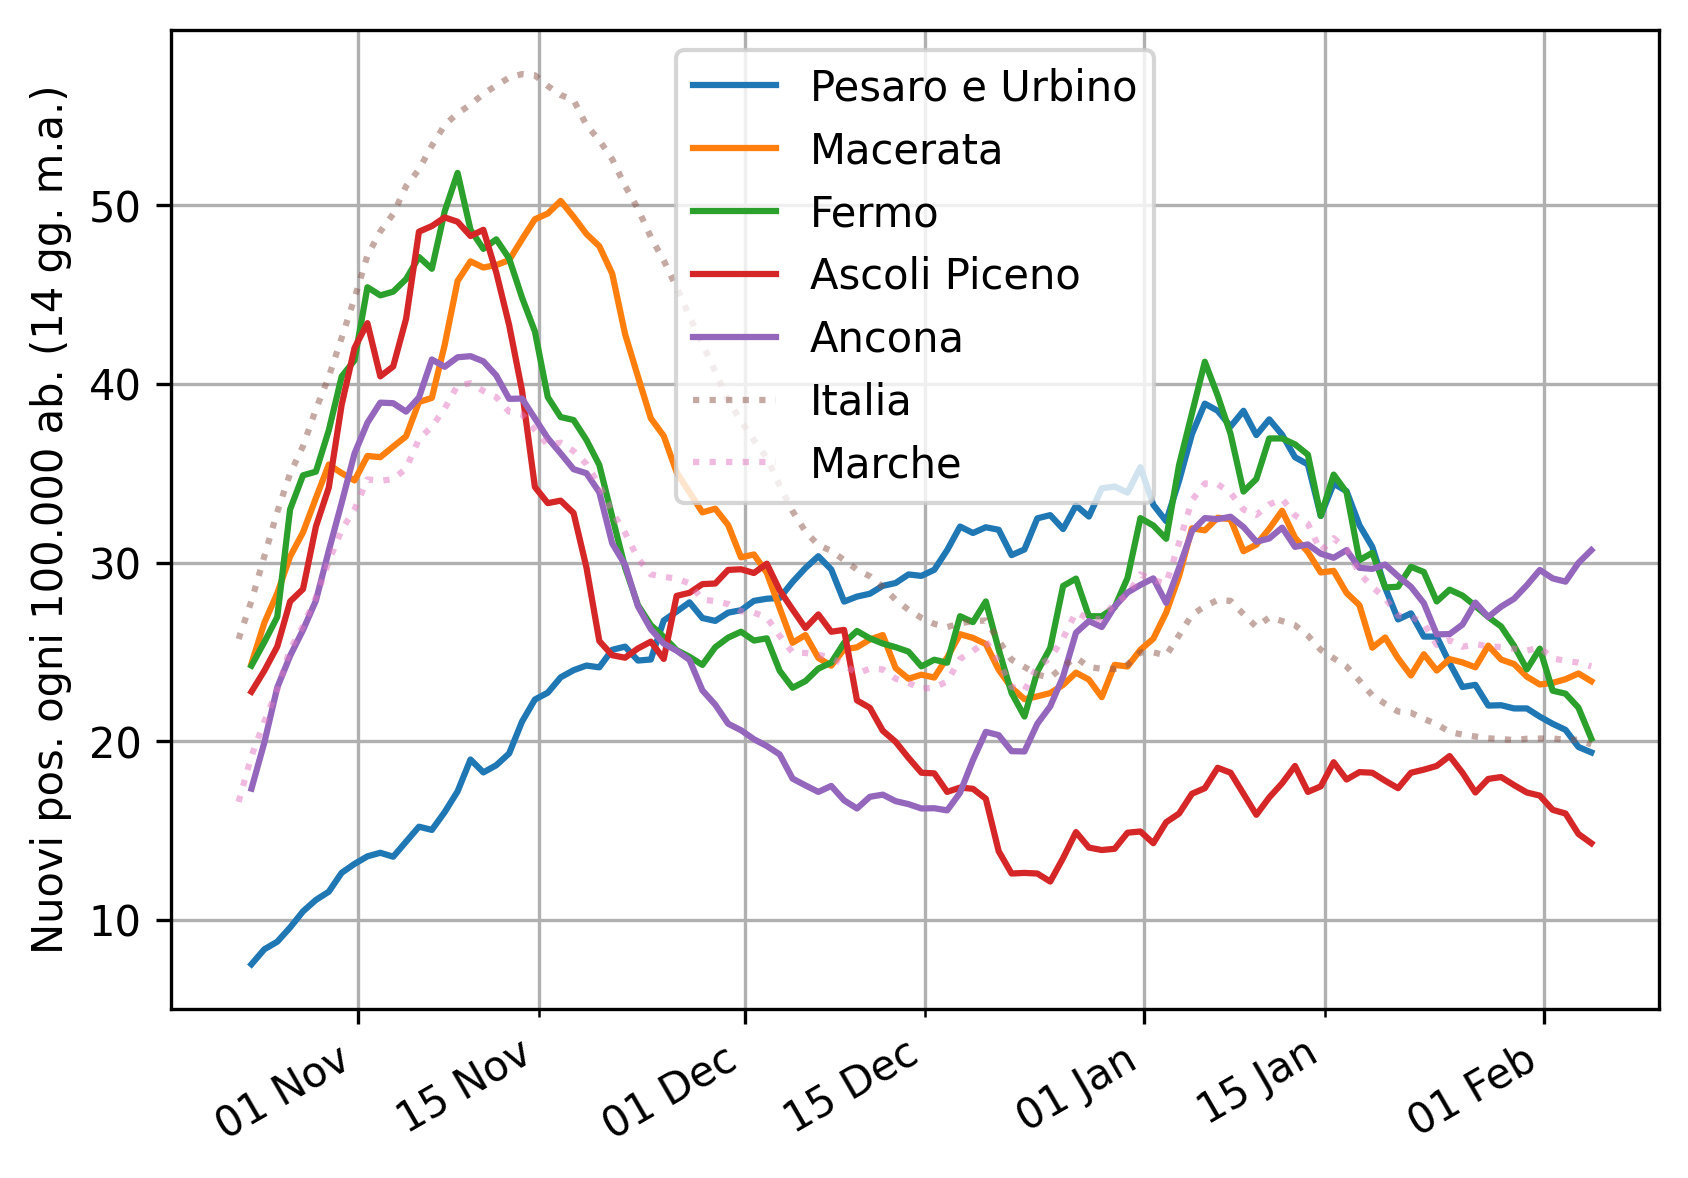 Nuovi pos. ogni 100.000 ab. (14 gg. m.a.)
50
40
30
20
10
Pesaro e Urbino
Macerata
Fermo
Ascoli Piceno
Ancona
Italia
Marche
01 Nov
15 Nov
01 Dec
15 Dec
01 Jan
15 Jan
01 Feb